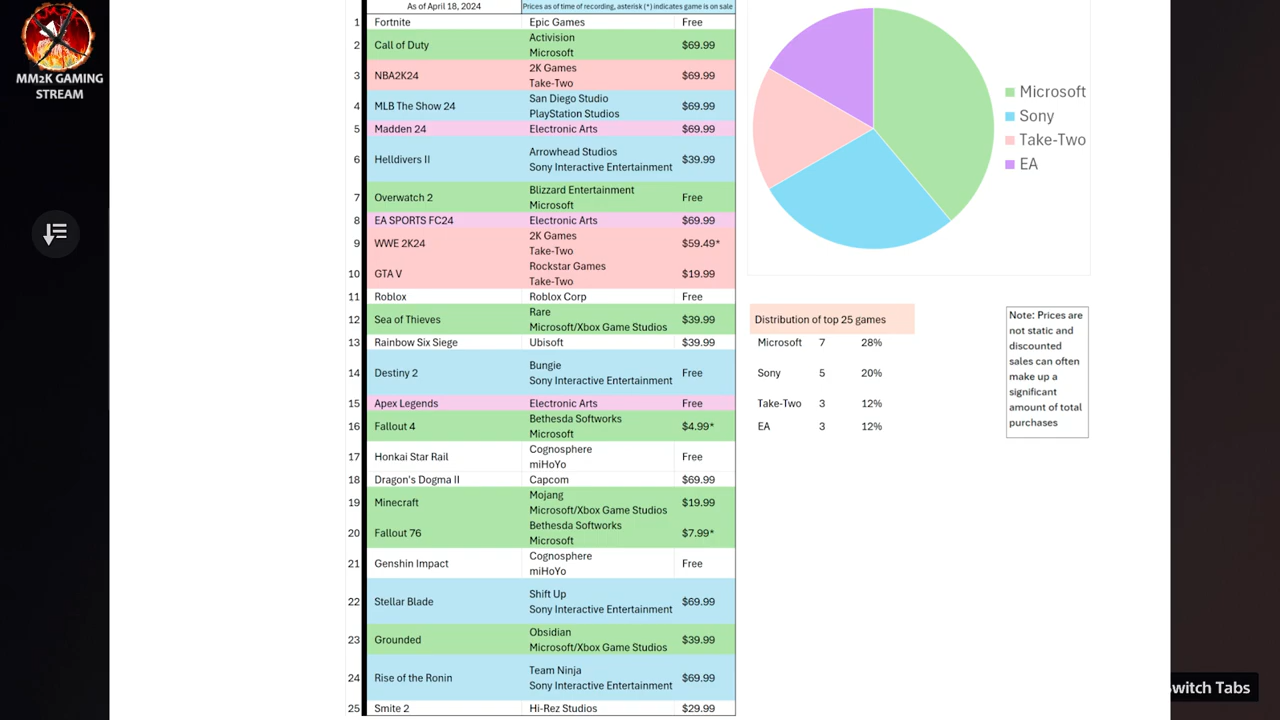 MM2K GAMING
STREAM
As of April 18, 2024 Prices as of time of recording, asterisk (*) indicates game is on sale
1 Fortnite Epic Games Free
2 Call of Duty Activision Microsoft $69.99
3 NBA2K24 2K Games Take-Two $69.99
4 MLB The Show 24 San Diego Studio PlayStation Studios $69.99
5 Madden 24 Electronic Arts $69.99
6 Helldivers II Arrowhead Studios Sony Interactive Entertainment $39.99
7 Overwatch 2 Blizzard Entertainment Microsoft Free
8 EA SPORTS FC24 Electronic Arts $69.99
9 WWE 2K24 2K Games Take-Two $59.49*
10 GTA V Rockstar Games Take-Two $19.99
11 Roblox Roblox Corp Free
12 Sea of Thieves Rare Microsoft/Xbox Game Studios $39.99
13 Rainbow Six Siege Ubisoft $39.99
14 Destiny 2 Bungie Sony Interactive Entertainment Free
15 Apex Legends Electronic Arts Free
16 Fallout 4 Bethesda Softworks Microsoft $4.99*
17 Honkai Star Rail Cognosphere miHoYo Free
18 Dragon's Dogma II Capcom $69.99
19 Minecraft Mojang Microsoft/Xbox Game Studios $19.99
20 Fallout 76 Bethesda Softworks Microsoft $7.99*
21 Genshin Impact Cognosphere miHoYo Free
22 Stellar Blade Shift Up Sony Interactive Entertainment $69.99
23 Grounded Obsidian Microsoft/Xbox Game Studios $39.99
24 Rise of the Ronin Team Ninja Sony Interactive Entertainment $69.99
25 Smite 2 Hi-Rez Studios $29.99
Microsoft
Sony
Take-Two
EA
Distribution of top 25 games
Microsoft 7 28%
Sony 5 20%
Take-Two 3 12%
EA 3 12%
Note: Prices are
not static and
discounted
sales can often
make up a
significant
amount of total
purchases
witch Tabs